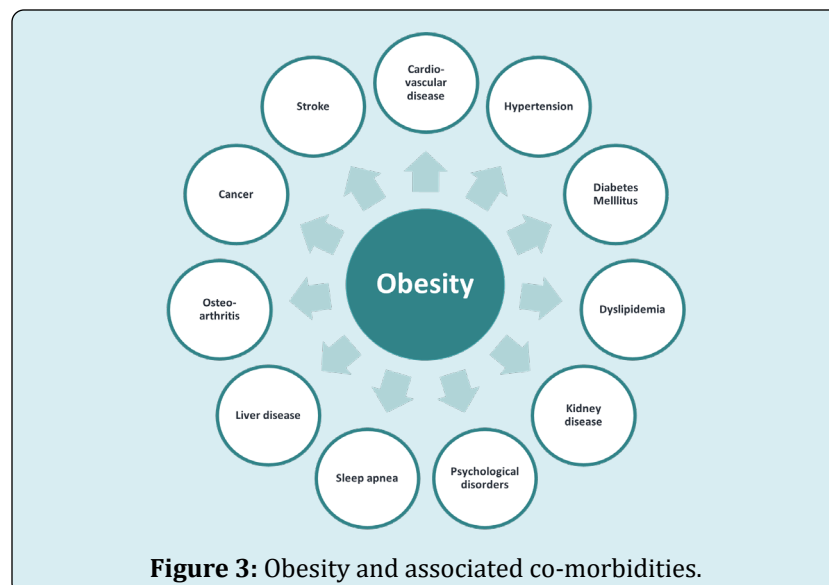 Cardio-
vascular
disease
Hypertension
Diabetes
Melllitus
Dyslipidemia
Kidney
disease
Psychological
disorders
Sleep apnea
Liver disease
Osteo-
arthritis
Cancer
Stroke
Obesity
Figure 3: Obesity and associated co-morbidities.